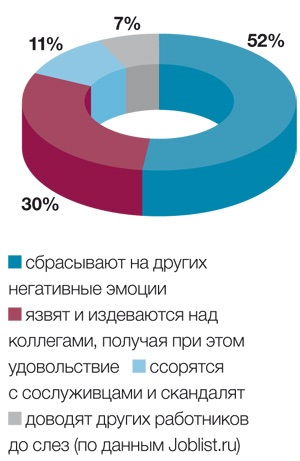 7%
11%
52%
30%
сбрасывают на других
негативные эмоции
язвят и издеваются над
коллегами, получая при этом
удовольствие ссорятся
с сослуживцами и скандалят
доводят других работников
до слез (по данным Joblist.ru)